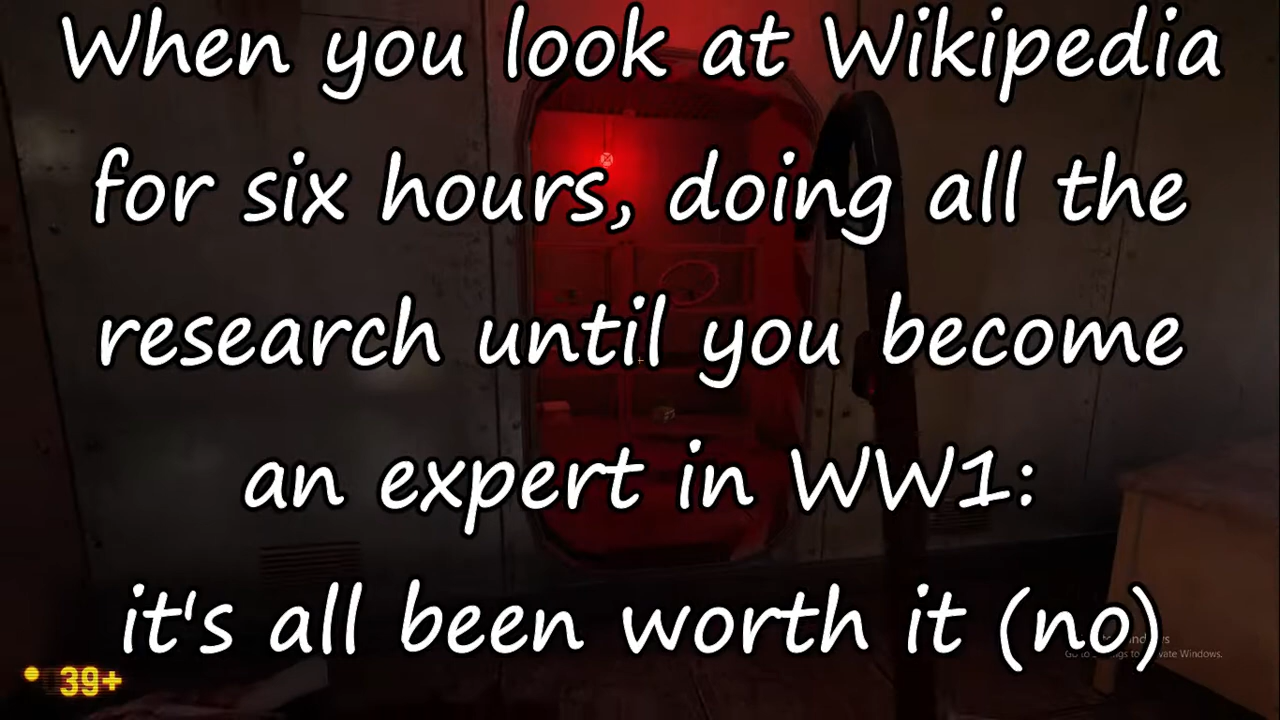 When you look at Wikipedia
for six hours, doing all the
research until you become
an expert in WW1:
it's all been worth it (no)
39+